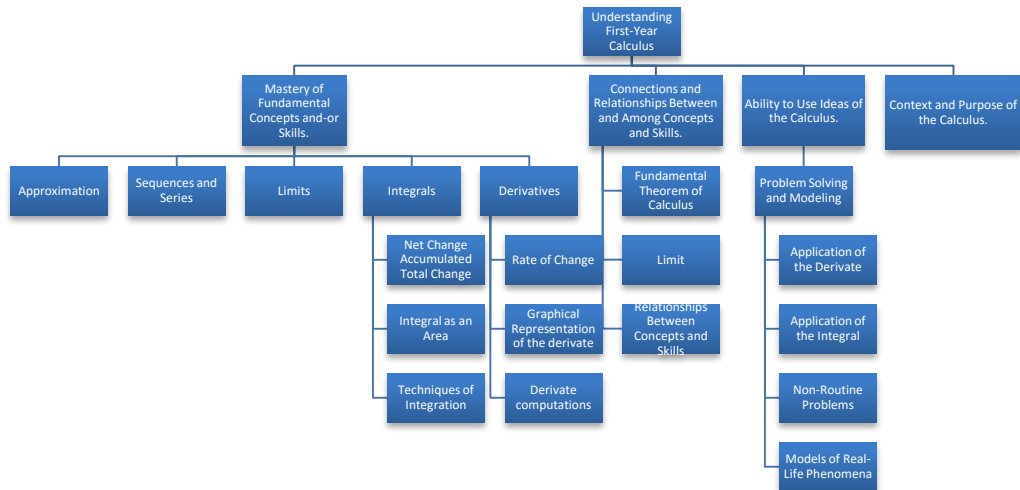 Understanding
First-Year
Calculus
Mastery of
Fundamental
Concepts and-or
Skills.
Connections and
Relationships Between
and Among Concepts
and Skills.
Ability to Use Ideas of
the Calculus.
Context and Purpose of
the Calculus.
Approximation
Sequences and
Series
Limits
Integrals
Derivatives
Fundamental
Theorem of
Calculus
Problem Solving
and Modeling
Net Change
Accumulated
Total Change
Rate of Change
Limit
Application of
the Derivate
Integral as an
Area
Graphical
Representation
of the derivate
Relationships
Between
Concepts and
Skills
Application of
the Integral
Techniques of
Integration
Derivate
computations
Non-Routine
Problems
Models of Real-
Life Phenomena